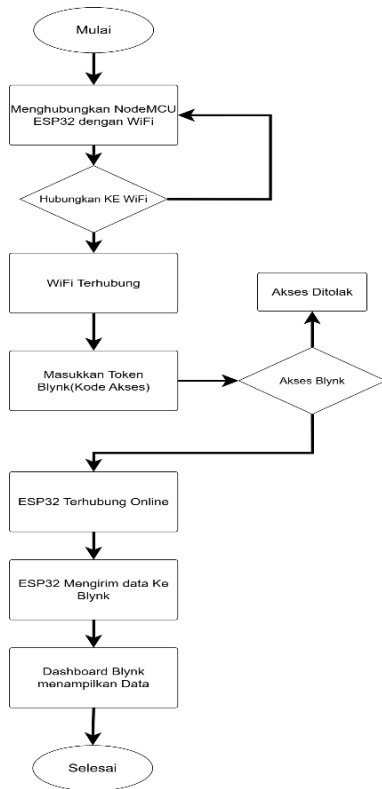 Mulai
Menghubungkan NodeMCU
ESP32 dengan WiFi
Hubungkan KE WiFi
WiFi Terhubung
Akses Ditolak
Masukkan Token
Blynk(Kode Akses)
Akses Blynk
ESP32 Terhubung Online
ESP32 Mengirim data Ke
Blynk
Dashboard Blynk
menampilkan Data
Selesai